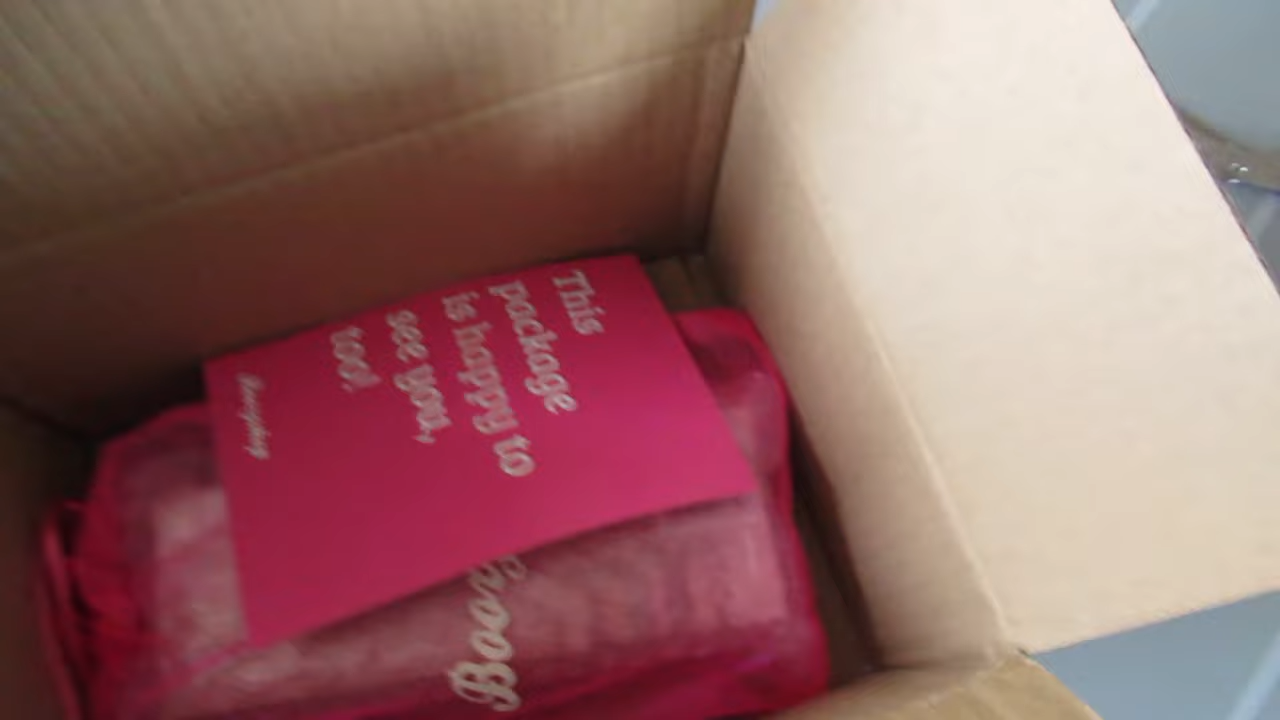 This
package
is happy to
see you,
too!